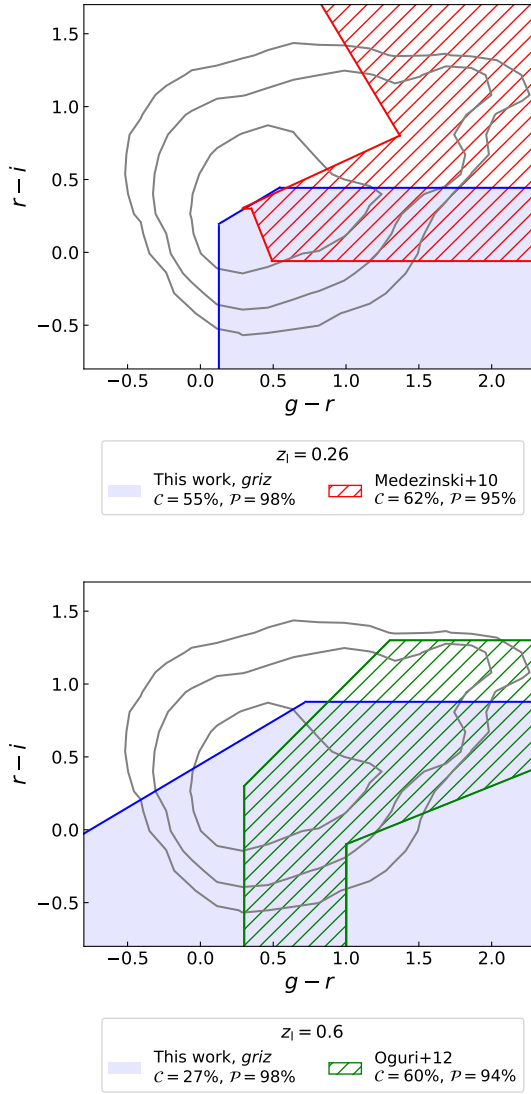 1.5
1.0
r − i
0.5
0.0
−0.5
−0.5 0.0 0.5 1.0 1.5 2.0
g − r
z_l = 0.26
This work, griz
𝒞 = 55%, 𝒫 = 98%
Medezinski+10
𝒞 = 62%, 𝒫 = 95%
1.5
1.0
r − i
0.5
0.0
−0.5
−0.5 0.0 0.5 1.0 1.5 2.0
g − r
z_l = 0.6
This work, griz
𝒞 = 27%, 𝒫 = 98%
Oguri+12
𝒞 = 60%, 𝒫 = 94%